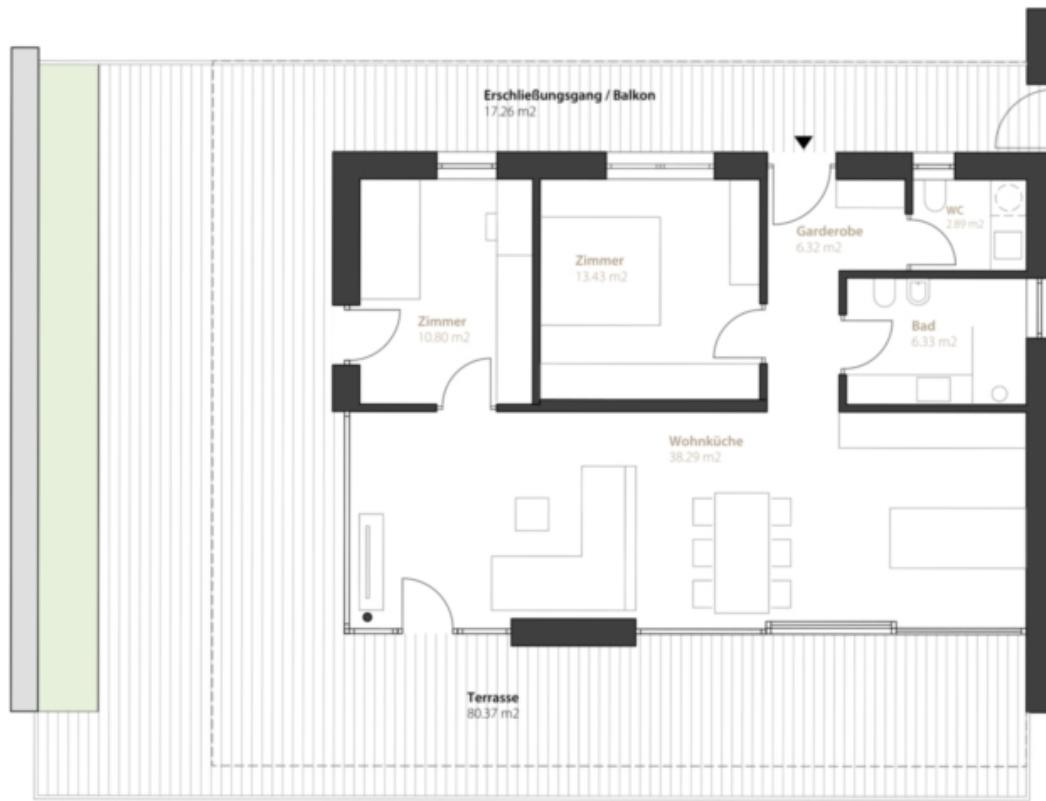 Erschließungsgang / Balkon
17.26 m2
WC
2.89 m2
Garderobe
6.32 m2
Zimmer
13.43 m2
Zimmer
10.80 m2
Bad
6.33 m2
Wohnküche
38.29 m2
Terrasse
80.37 m2